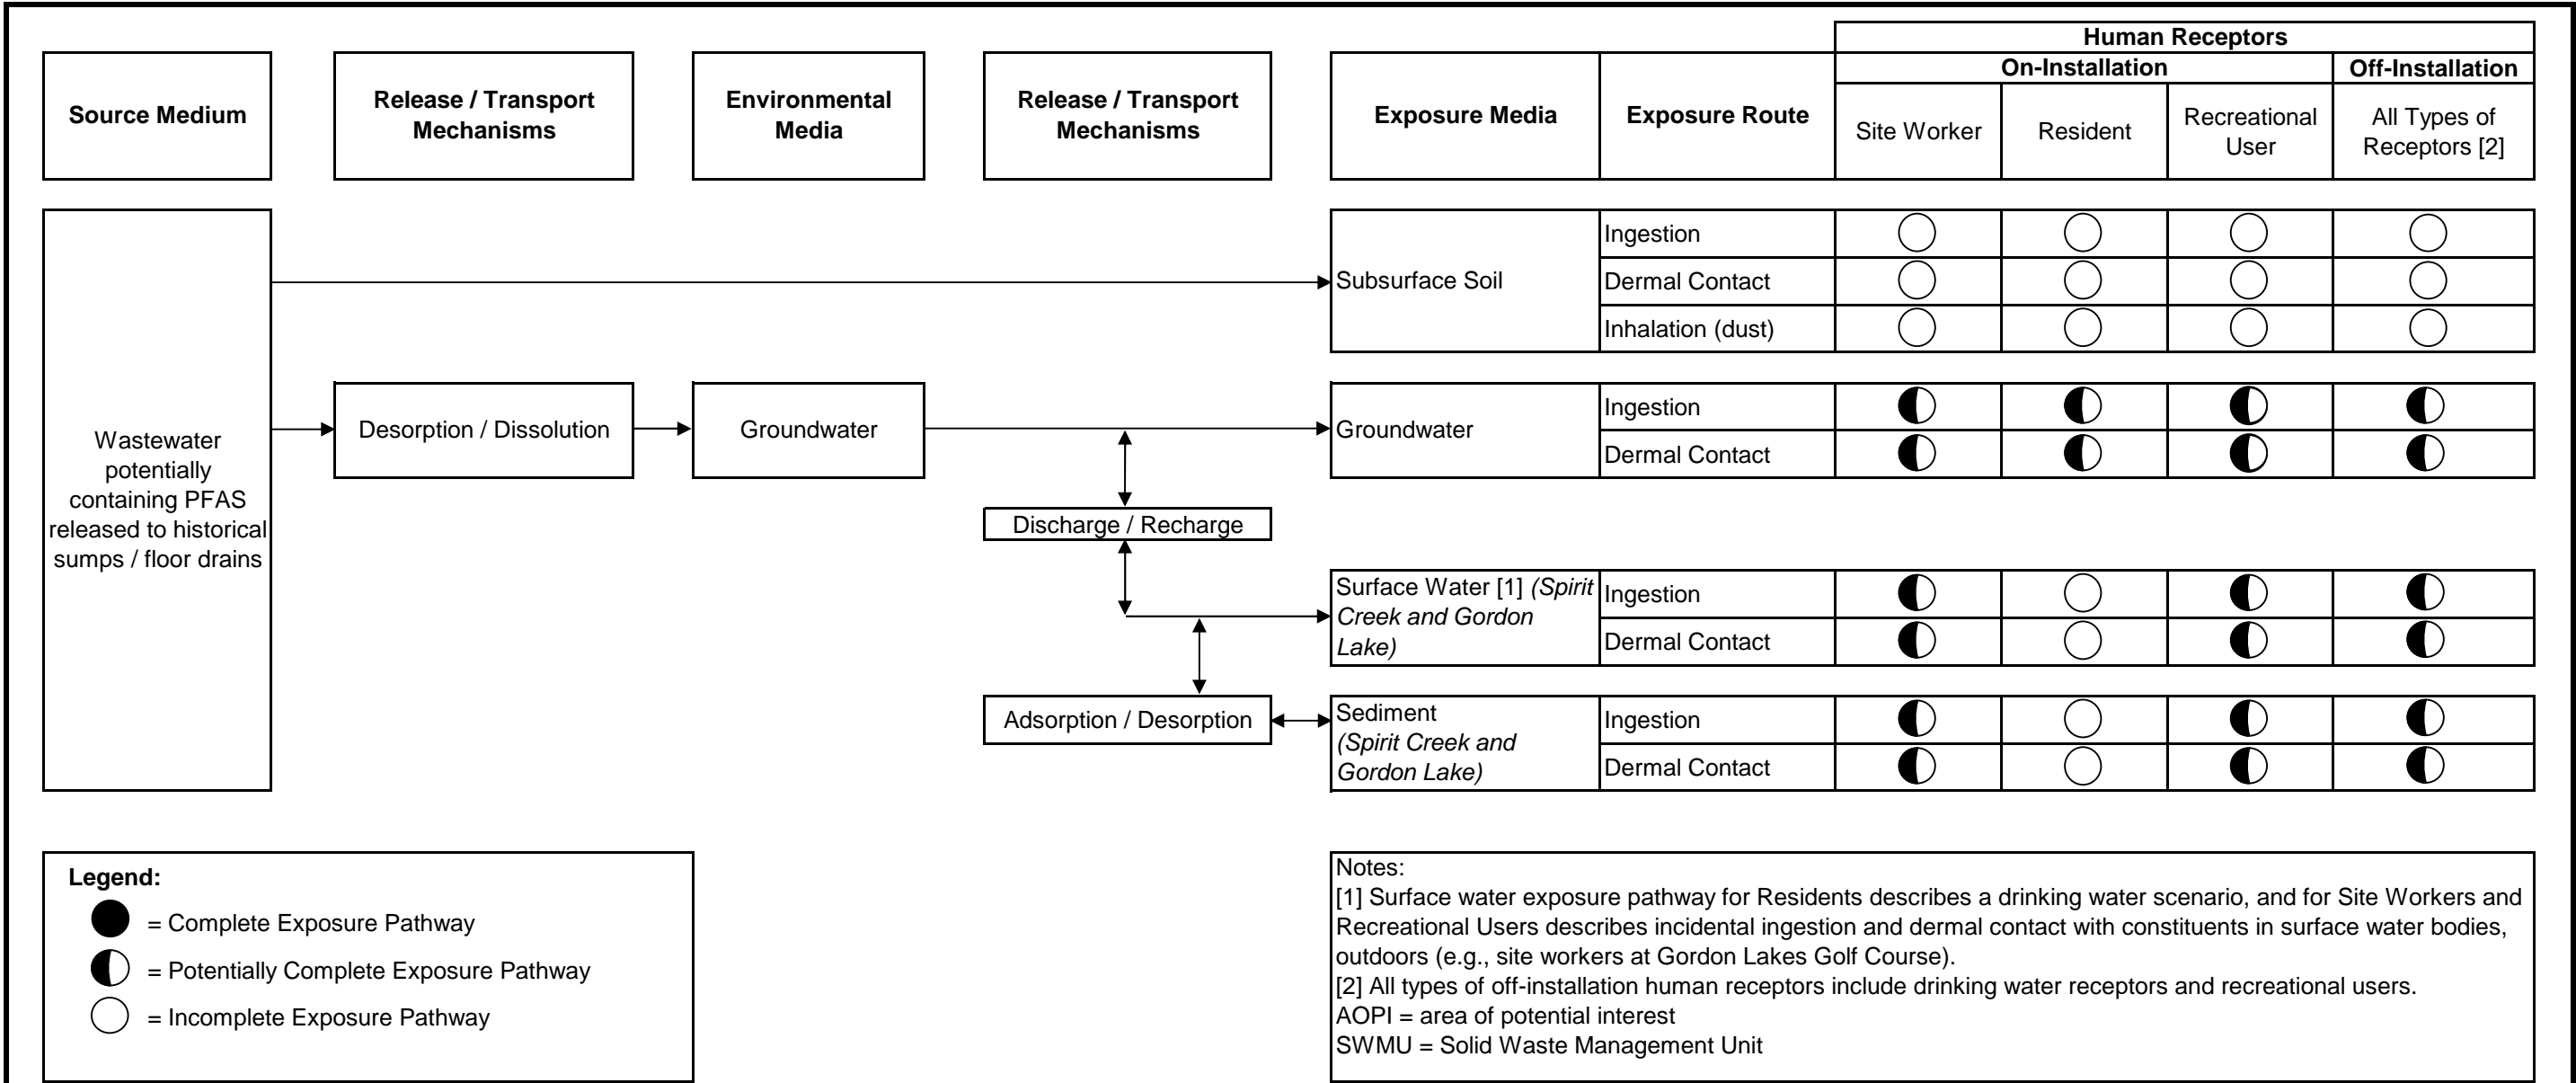 Human Receptors
On-Installation
Off-Installation
Source Medium
Release / Transport
Mechanisms
Environmental
Media
Release / Transport
Mechanisms
Exposure Media
Exposure Route
Site Worker
Resident
Recreational
User
All Types of
Receptors [2]
Wastewater
potentially
containing PFAS
released to historical
sumps / floor drains
Subsurface Soil
Ingestion
Dermal Contact
Inhalation (dust)
Desorption / Dissolution
Groundwater
Groundwater
Ingestion
Dermal Contact
Discharge / Recharge
Surface Water [1] (Spirit
Creek and Gordon
Lake)
Ingestion
Dermal Contact
Adsorption / Desorption
Sediment
(Spirit Creek and
Gordon Lake)
Ingestion
Dermal Contact
Legend:
= Complete Exposure Pathway
= Potentially Complete Exposure Pathway
= Incomplete Exposure Pathway
Notes:
[1] Surface water exposure pathway for Residents describes a drinking water scenario, and for Site Workers and
Recreational Users describes incidental ingestion and dermal contact with constituents in surface water bodies,
outdoors (e.g., site workers at Gordon Lakes Golf Course).
[2] All types of off-installation human receptors include drinking water receptors and recreational users.
AOPI = area of potential interest
SWMU = Solid Waste Management Unit